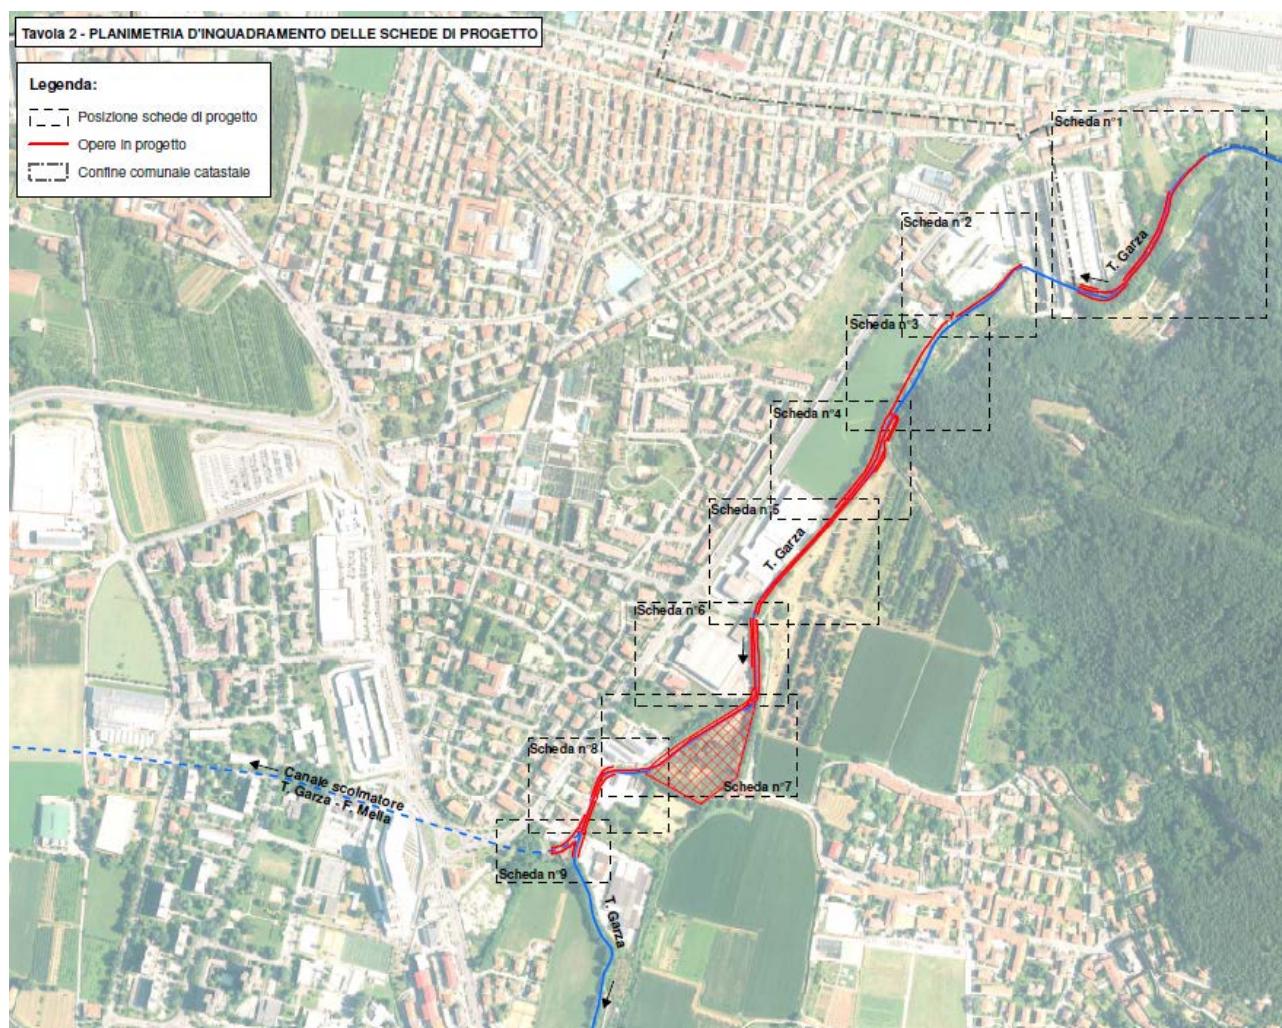 Tavola 2 - PLANIMETRIA D'INQUADRAMENTO DELLE SCHEDE DI PROGETTO
Legenda:
Posizione schede di progetto
Opere in progetto
Confine comunale catastale
Scheda n°1
Scheda n°2
T. Garza
Scheda n°3
Scheda n°4
Scheda n°5
T. Garza
Scheda n°6
Scheda n°8
Scheda n°7
Canale scolmatore
T. Garza - F. Mella
Scheda n°9
T. Garza